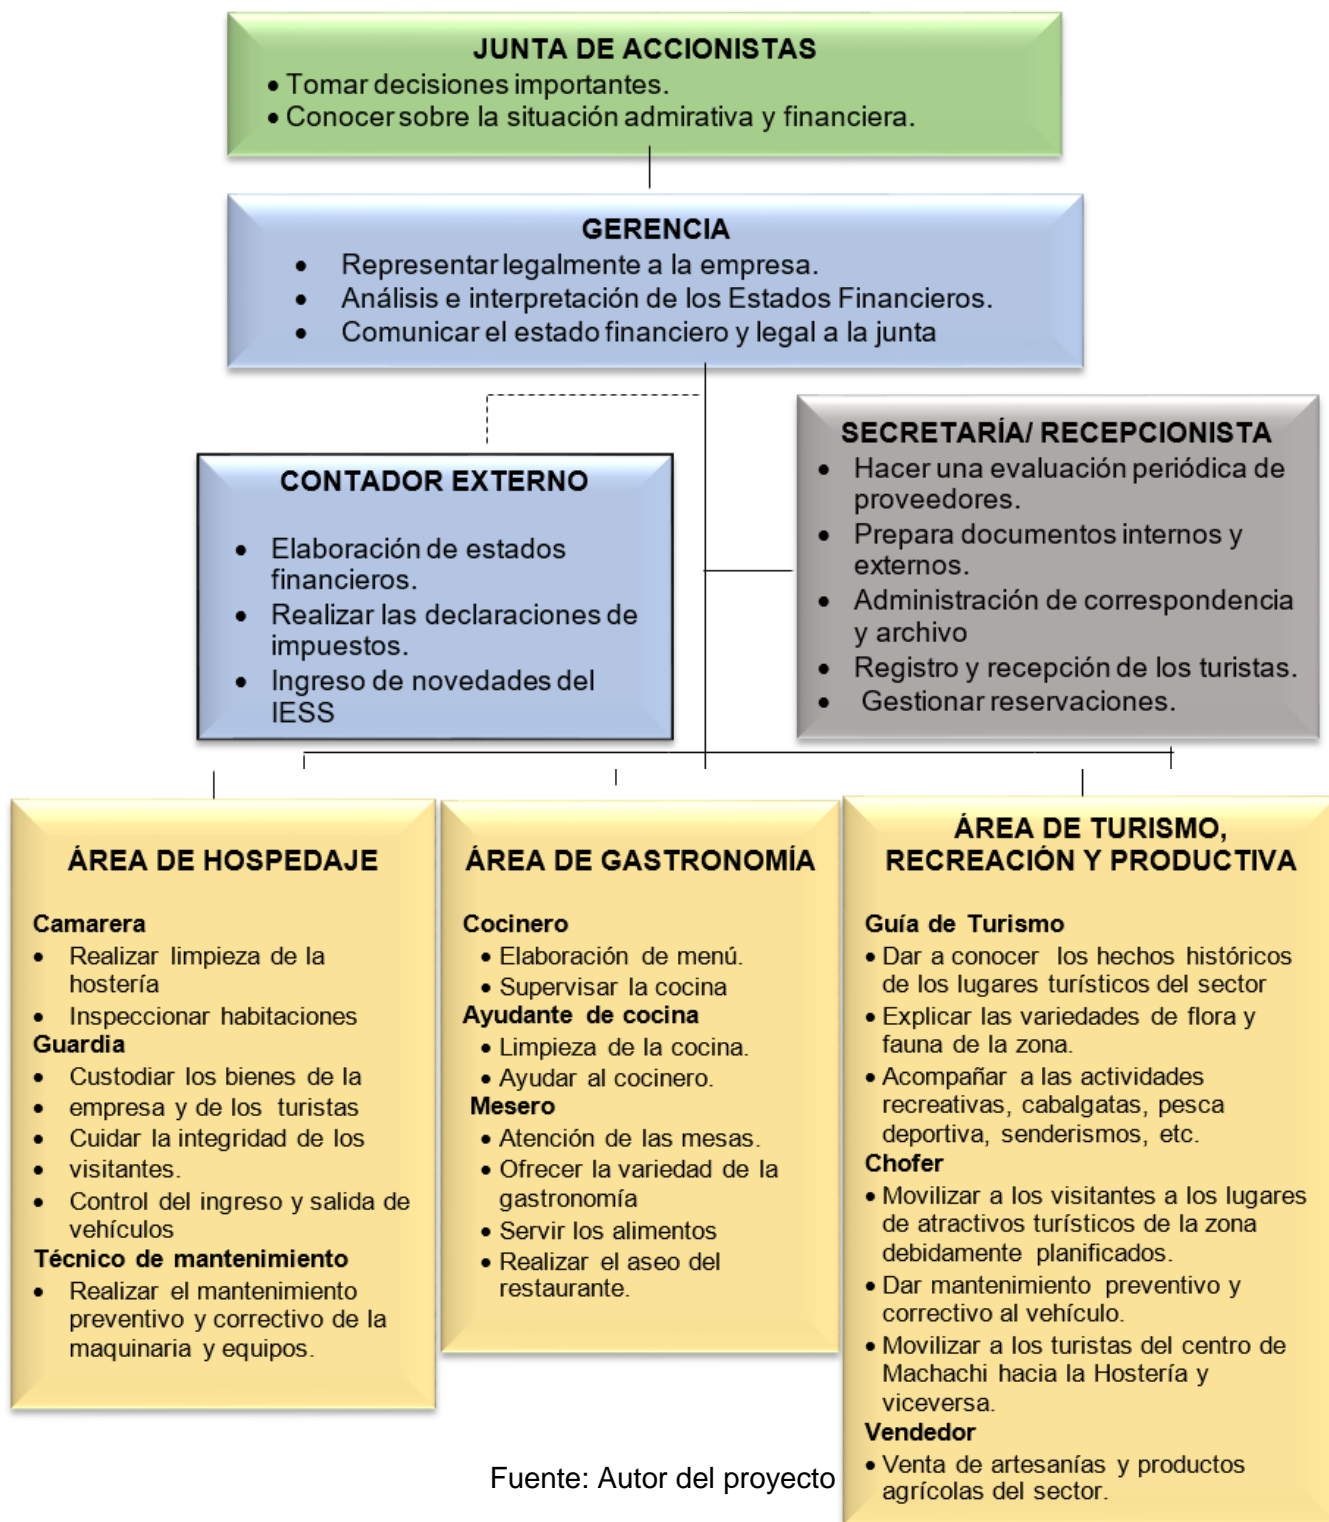 JUNTA DE ACCIONISTAS
• Tomar decisiones importantes.
• Conocer sobre la situación admirativa y financiera.
GERENCIA
• Representar legalmente a la empresa.
• Análisis e interpretación de los Estados Financieros.
• Comunicar el estado financiero y legal a la junta
CONTADOR EXTERNO
• Elaboración de estados
financieros.
• Realizar las declaraciones de
impuestos.
• Ingreso de novedades del
IESS
SECRETARÍA/ RECEPCIONISTA
• Hacer una evaluación periódica de
proveedores.
• Prepara documentos internos y
externos.
• Administración de correspondencia
y archivo
• Registro y recepción de los turistas.
• Gestionar reservaciones.
ÁREA DE HOSPEDAJE
Camarera
• Realizar limpieza de la
hostería
• Inspeccionar habitaciones
Guardia
• Custodiar los bienes de la
• empresa y de los turistas
• Cuidar la integridad de los
• visitantes.
• Control del ingreso y salida de
vehículos
Técnico de mantenimiento
• Realizar el mantenimiento
preventivo y correctivo de la
maquinaria y equipos.
ÁREA DE GASTRONOMÍA
Cocinero
• Elaboración de menú.
• Supervisar la cocina
Ayudante de cocina
• Limpieza de la cocina.
• Ayudar al cocinero.
Mesero
• Atención de las mesas.
• Ofrecer la variedad de la
gastronomía
• Servir los alimentos
• Realizar el aseo del
restaurante.
ÁREA DE TURISMO,
RECREACIÓN Y PRODUCTIVA
Guía de Turismo
• Dar a conocer los hechos históricos
de los lugares turísticos del sector
• Explicar las variedades de flora y
fauna de la zona.
• Acompañar a las actividades
recreativas, cabalgatas, pesca
deportiva, senderismos, etc.
Chofer
• Movilizar a los visitantes a los lugares
de atractivos turísticos de la zona
debidamente planificados.
• Dar mantenimiento preventivo y
correctivo al vehículo.
• Movilizar a los turistas del centro de
Machachi hacia la Hostería y
viceversa.
Vendedor
• Venta de artesanías y productos
agrícolas del sector.
Fuente: Autor del proyecto